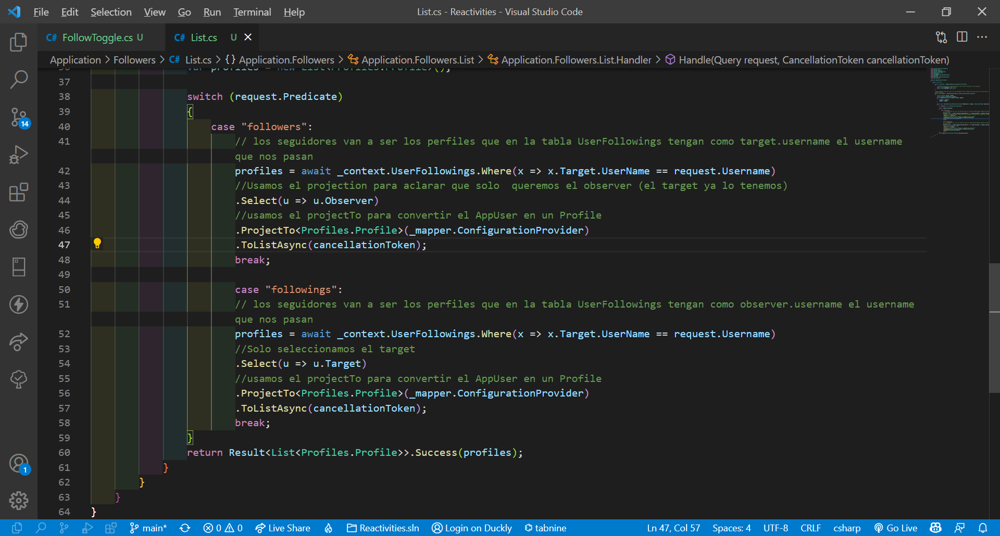 File Edit Selection View Go Run Terminal Help List.cs - Reactivities - Visual Studio Code
C# FollowToggle.cs U C# List.cs U
Application > Followers > C# List.cs > {} Application.Followers > Application.Followers.List > Application.Followers.List.Handler > Handle(Query request, CancellationToken cancellationToken)
36 var profiles = new List<Profiles.Profile>();
37
38 switch (request.Predicate)
39 {
40 case "followers":
41 // los seguidores van a ser los perfiles que en la tabla UserFollowings tengan como target.username el username
que nos pasan
42 profiles = await _context.UserFollowings.Where(x => x.Target.UserName == request.Username)
43 //Usamos el projection para aclarar que solo  queremos el observer (el target ya lo tenemos)
44 .Select(u => u.Observer)
45 //usamos el projectTo para convertir el AppUser en un Profile
46 .ProjectTo<Profiles.Profile>(_mapper.ConfigurationProvider)
47 .ToListAsync(cancellationToken);
48 break;
49
50 case "followings":
51 // los seguidores van a ser los perfiles que en la tabla UserFollowings tengan como observer.username el username
que nos pasan
52 profiles = await _context.UserFollowings.Where(x => x.Target.UserName == request.Username)
53 //Solo seleccionamos el target
54 .Select(u => u.Target)
55 //usamos el projectTo para convertir el AppUser en un Profile
56 .ProjectTo<Profiles.Profile>(_mapper.ConfigurationProvider)
57 .ToListAsync(cancellationToken);
58 break;
59 }
60 return Result<List<Profiles.Profile>>.Success(profiles);
61 }
62 }
63 }
64 }
14
1
main* 0 0 Live Share Reactivities.sln Login on Duckly tabnine Ln 47, Col 57 Spaces: 4 UTF-8 CRLF csharp Go Live